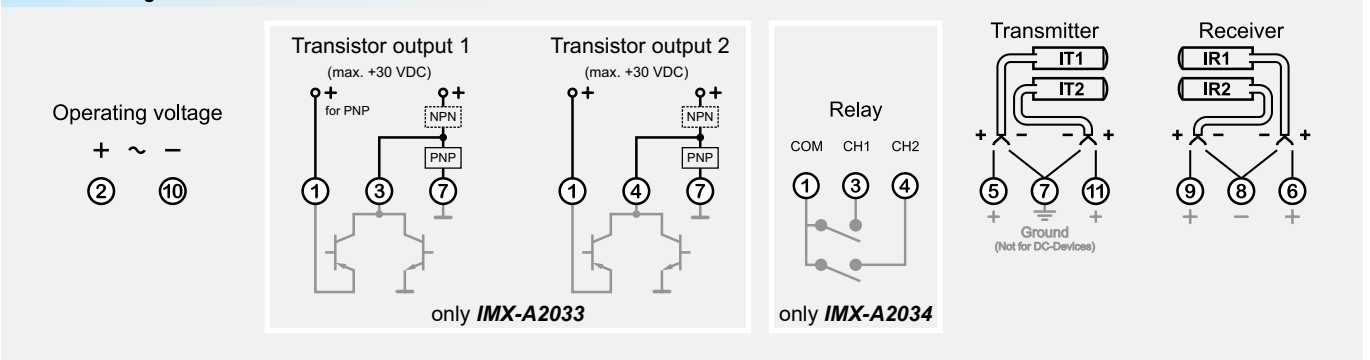 Operating voltage
+ ~ −
2 10
Transistor output 1
(max. +30 VDC)
+ +
for PNP
NPN
PNP
1 3 7
Transistor output 2
(max. +30 VDC)
+ +
NPN
PNP
1 4 7
only IMX-A2033
Relay
COM CH1 CH2
1 3 4
only IMX-A2034
Transmitter
IT1
IT2
+ − +
5 7 11
+ +
Ground
(Not for DC-Devices)
Receiver
IR1
IR2
+ − +
9 8 6
+ − +